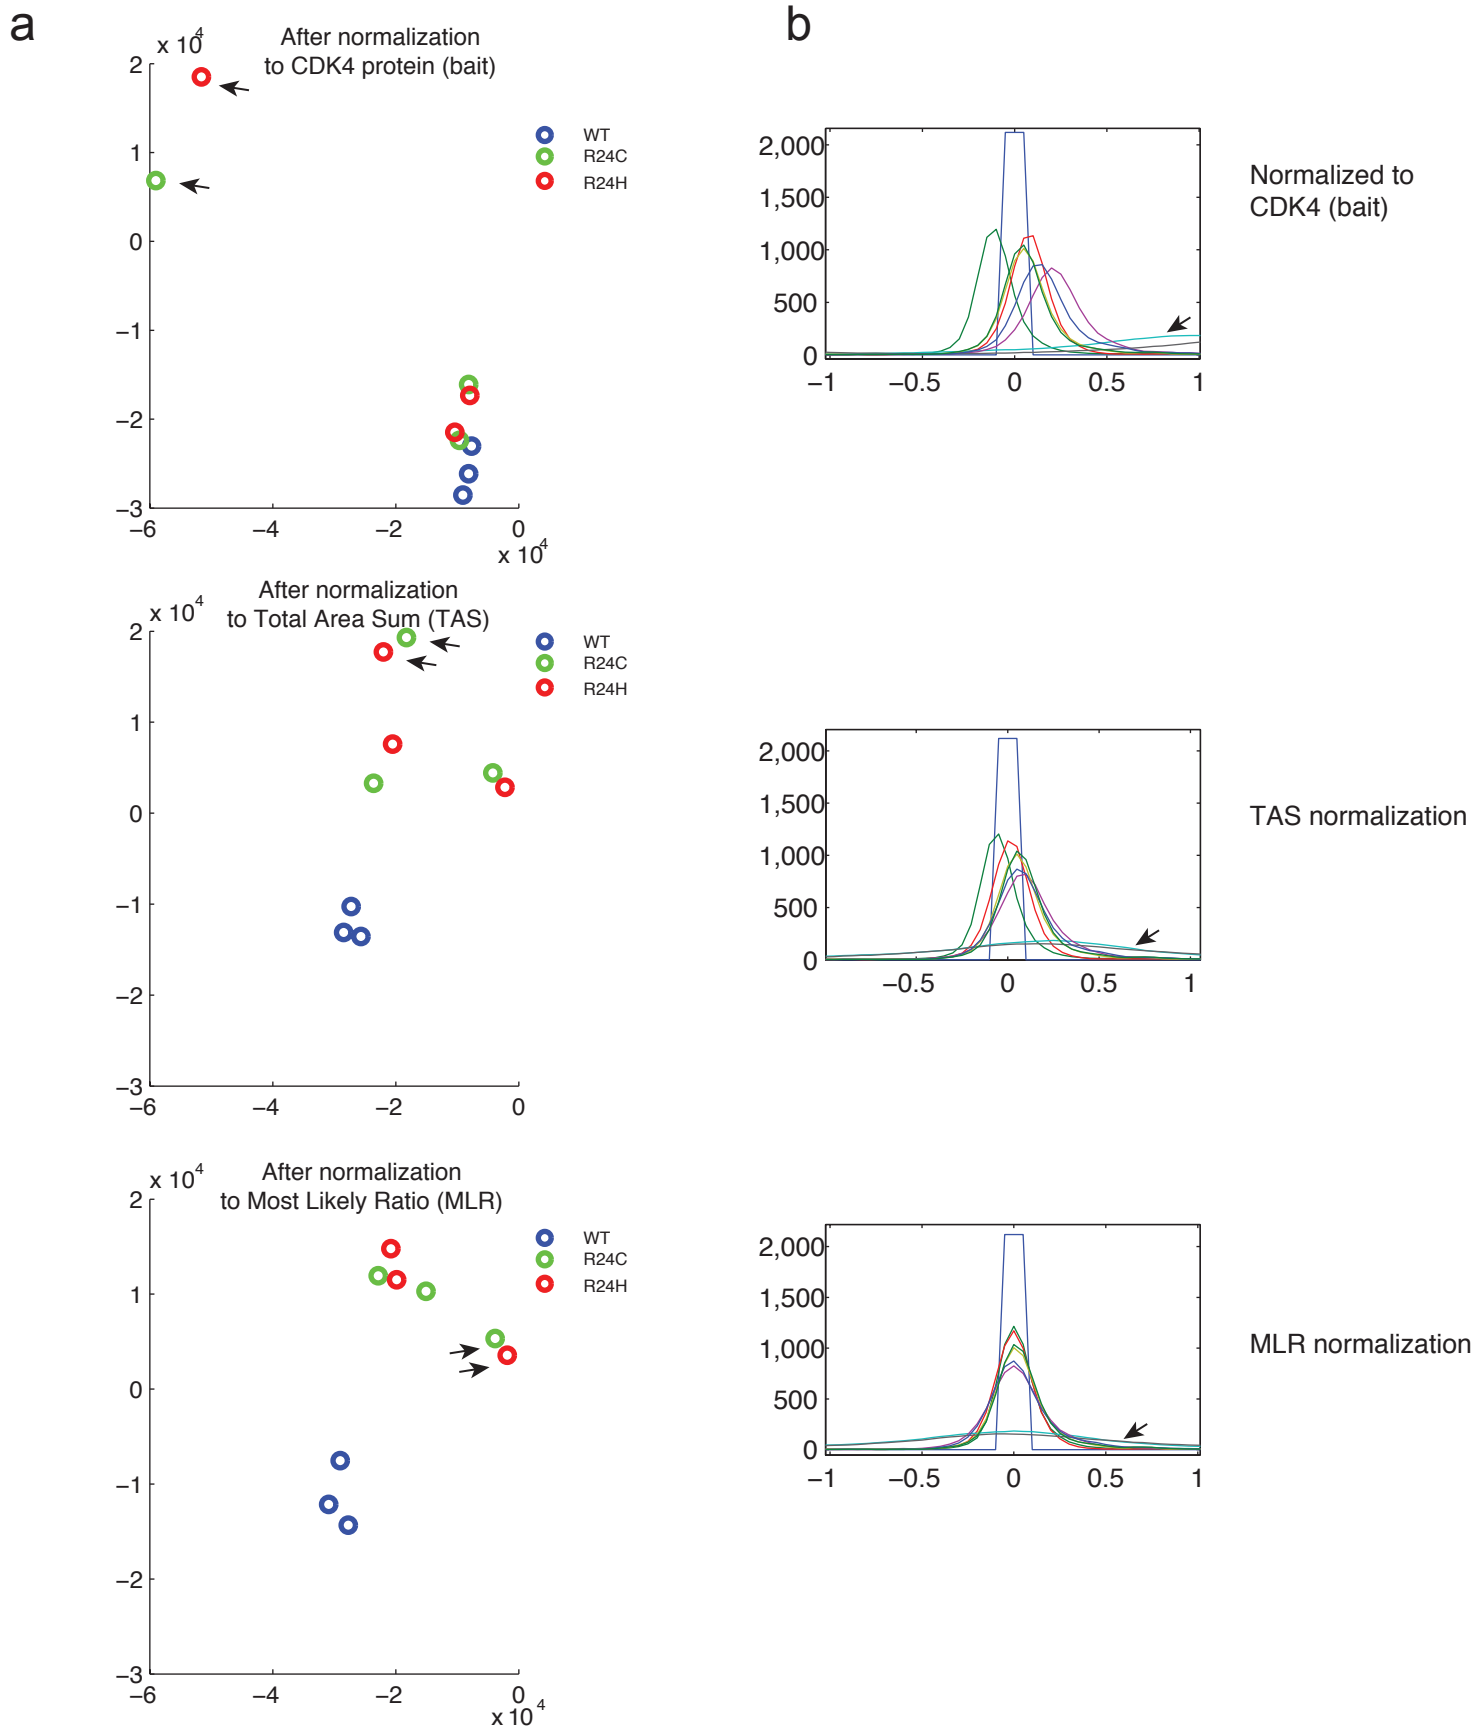 a
b
x 10^4
After normalization
to CDK4 protein (bait)
2
1
0
−1
−2
−3
−6
−4
−2
0
x 10^4
WT
R24C
R24H
2,000
1,500
1,000
500
0
−1
−0.5
0
0.5
1
Normalized to
CDK4 (bait)
x 10^4
After normalization
to Total Area Sum (TAS)
2
1
0
−1
−2
−3
−6
−4
−2
0
WT
R24C
R24H
2,000
1,500
1,000
500
0
−0.5
0
0.5
1
TAS normalization
x 10^4
After normalization
to Most Likely Ratio (MLR)
2
1
0
−1
−2
−3
−6
−4
−2
0
x 10^4
WT
R24C
R24H
2,000
1,500
1,000
500
0
−1
−0.5
0
0.5
1
MLR normalization